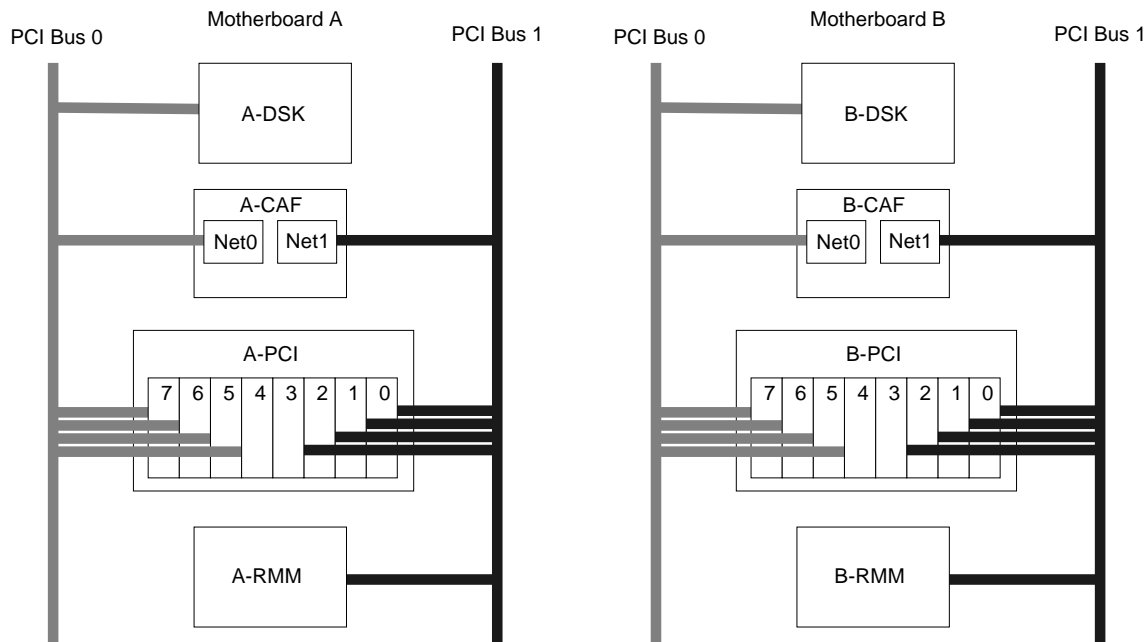 Motherboard A
PCI Bus 0
PCI Bus 1
A-DSK
A-CAF
Net0 Net1
A-PCI
7 6 5 4 3 2 1 0
A-RMM
Motherboard B
PCI Bus 0
PCI Bus 1
B-DSK
B-CAF
Net0 Net1
B-PCI
7 6 5 4 3 2 1 0
B-RMM